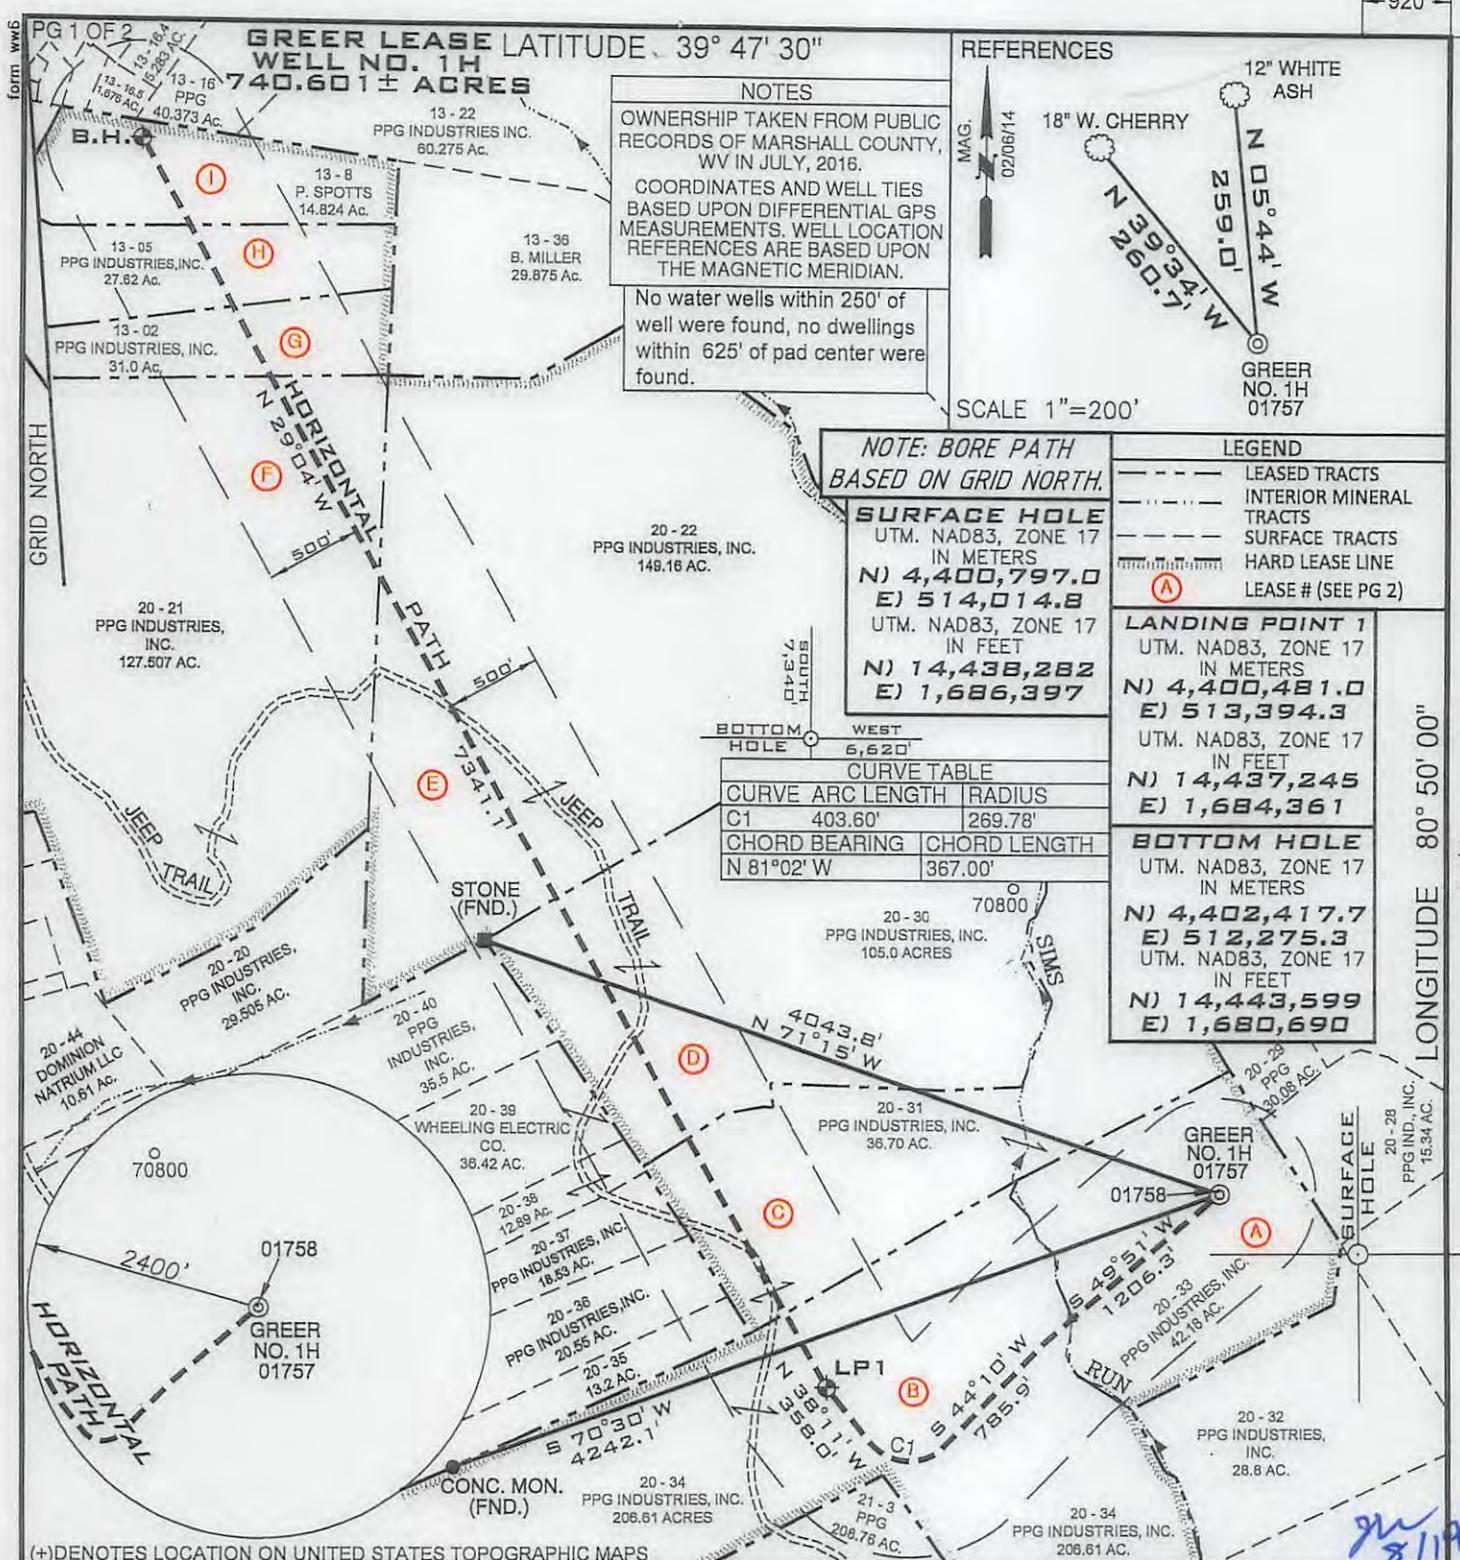 920'
form ww6
PG 1 OF 2
GREER LEASE
WELL NO. 1H
740.601± ACRES
LATITUDE 39° 47' 30"
13 - 16.4
15.283 AC.
13 - 16.5
1.676 AC.
13 - 16
PPG
40.373 Ac.
13 - 22
PPG INDUSTRIES INC.
60.275 Ac.
B.H.
I
13 - 8
P. SPOTTS
14.824 Ac.
H
13 - 05
PPG INDUSTRIES,INC.
27.62 Ac.
13 - 36
B. MILLER
29.875 Ac.
13 - 02
PPG INDUSTRIES, INC.
31.0 Ac.
G
NOTES
OWNERSHIP TAKEN FROM PUBLIC
RECORDS OF MARSHALL COUNTY,
WV IN JULY, 2016.
COORDINATES AND WELL TIES
BASED UPON DIFFERENTIAL GPS
MEASUREMENTS. WELL LOCATION
REFERENCES ARE BASED UPON
THE MAGNETIC MERIDIAN.
No water wells within 250' of
well were found, no dwellings
within 625' of pad center were
found.
REFERENCES
MAG.
02/06/14
12" WHITE
ASH
18" W. CHERRY
N 05°44' W
259.0'
N 39°34' W
260.7'
GREER
NO. 1H
01757
SCALE 1"=200'
NOTE: BORE PATH
BASED ON GRID NORTH.
LEGEND
LEASED TRACTS
INTERIOR MINERAL
TRACTS
SURFACE TRACTS
HARD LEASE LINE
A LEASE # (SEE PG 2)
SURFACE HOLE
UTM. NAD83, ZONE 17
IN METERS
N) 4,400,797.0
E) 514,014.8
UTM. NAD83, ZONE 17
IN FEET
N) 14,438,282
E) 1,686,397
LANDING POINT 1
UTM. NAD83, ZONE 17
IN METERS
N) 4,400,481.0
E) 513,394.3
UTM. NAD83, ZONE 17
IN FEET
N) 14,437,245
E) 1,684,361
BOTTOM HOLE
UTM. NAD83, ZONE 17
IN METERS
N) 4,402,417.7
E) 512,275.3
UTM. NAD83, ZONE 17
IN FEET
N) 14,443,599
E) 1,680,690
LONGITUDE 80° 50' 00"
GRID NORTH
HORIZONTAL
N 29°04' W
F
500'
20 - 22
PPG INDUSTRIES, INC.
149.16 AC.
20 - 21
PPG INDUSTRIES,
INC.
127.507 AC.
PATH
500'
7341.1'
E
SOUTH
7,340'
BOTTOM
HOLE
WEST
6,620'
CURVE TABLE
CURVE ARC LENGTH RADIUS
C1 403.60' 269.78'
CHORD BEARING CHORD LENGTH
N 81°02' W 367.00'
JEEP
TRAIL
JEEP
TRAIL
STONE
(FND.)
70800
20 - 30
PPG INDUSTRIES, INC.
105.0 ACRES
SIMS
20 - 20
PPG INDUSTRIES,
INC.
29.505 AC.
20 - 44
DOMINION
NATRIUM LLC
10.61 Ac.
20 - 40
PPG
INDUSTRIES,
INC.
35.5 AC.
4043.8'
N 71°15' W
D
20 - 29
PPG
30.08 AC.
20 - 28
PPG IND., INC.
15.34 AC.
20 - 39
WHEELING ELECTRIC
CO.
36.42 AC.
20 - 31
PPG INDUSTRIES, INC.
36.70 AC.
GREER
NO. 1H
01757
01758
SURFACE
HOLE
A
70800
20 - 38
12.89 Ac.
C
20 - 37
PPG INDUSTRIES, INC.
18.53 AC.
S 49°51' W
1206.3'
20 - 33
PPG INDUSTRIES, INC.
42.18 AC.
2400'
01758
GREER
NO. 1H
01757
HORIZONTAL
PATH
20 - 36
PPG INDUSTRIES,INC.
20.55 AC.
20 - 35
13.2 AC.
LP1
B
S 44°10' W
785.9'
RUN
N 38°11' W
358.0'
C1
S 70°30' W
4242.1'
CONC. MON.
(FND.)
20 - 34
PPG INDUSTRIES, INC.
206.61 ACRES
21 - 3
PPG
208.76 AC.
20 - 34
PPG INDUSTRIES, INC.
206.61 AC.
20 - 32
PPG INDUSTRIES,
INC.
28.8 AC.
(+)DENOTES LOCATION ON UNITED STATES TOPOGRAPHIC MAPS